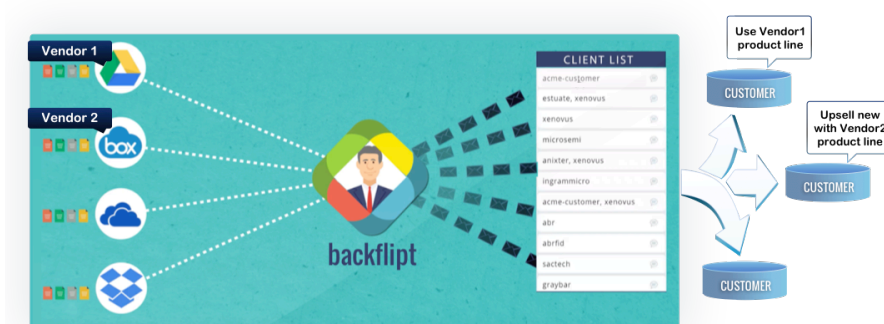 Vendor 1
Vendor 2
box
backflipt
CLIENT LIST
acme-customer
estuate, xenovus
xenovus
microsemi
anixter, xenovus
ingrammicro
acme-customer, xenovus
abr
abrfid
sactech
graybar
Use Vendor1
product line
CUSTOMER
Upsell new
with Vendor2
product line
CUSTOMER
CUSTOMER